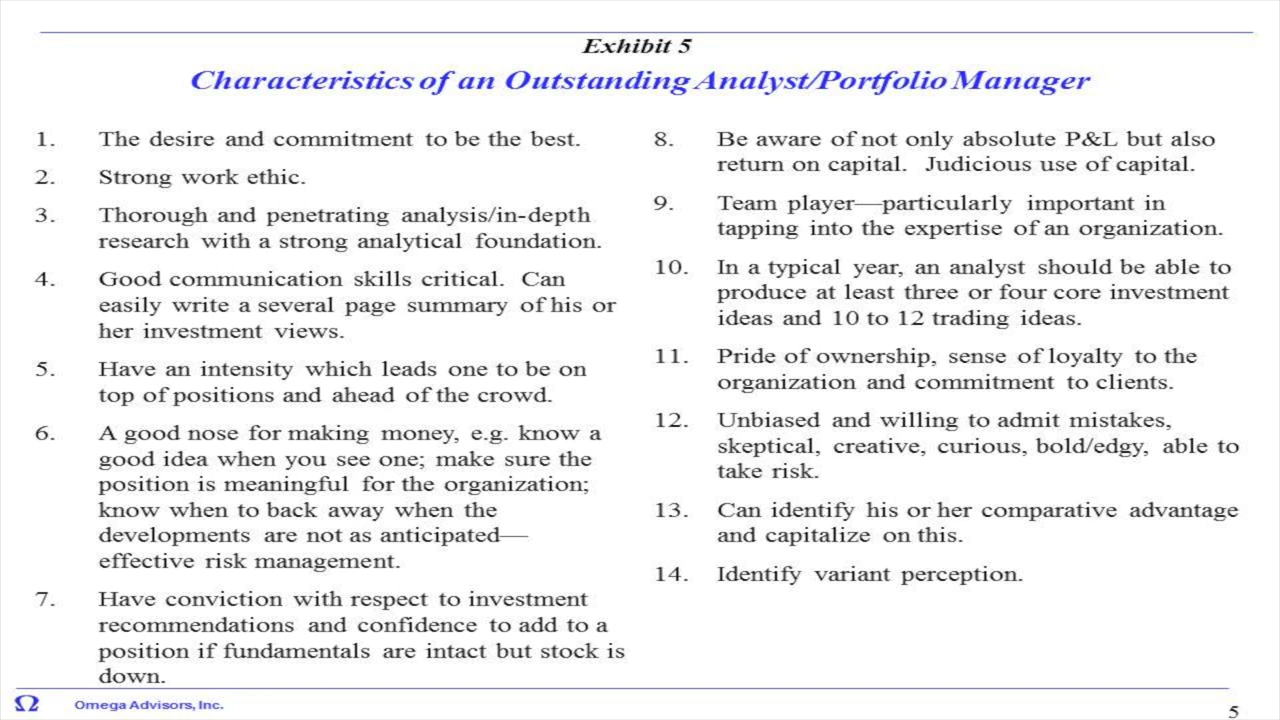 Exhibit 5
Characteristics of an Outstanding Analyst/Portfolio Manager
1. The desire and commitment to be the best.
2. Strong work ethic.
3. Thorough and penetrating analysis/in-depth
research with a strong analytical foundation.
4. Good communication skills critical. Can
easily write a several page summary of his or
her investment views.
5. Have an intensity which leads one to be on
top of positions and ahead of the crowd.
6. A good nose for making money, e.g. know a
good idea when you see one; make sure the
position is meaningful for the organization;
know when to back away when the
developments are not as anticipated—
effective risk management.
7. Have conviction with respect to investment
recommendations and confidence to add to a
position if fundamentals are intact but stock is
down.
8. Be aware of not only absolute P&L but also
return on capital. Judicious use of capital.
9. Team player—particularly important in
tapping into the expertise of an organization.
10. In a typical year, an analyst should be able to
produce at least three or four core investment
ideas and 10 to 12 trading ideas.
11. Pride of ownership, sense of loyalty to the
organization and commitment to clients.
12. Unbiased and willing to admit mistakes,
skeptical, creative, curious, bold/edgy, able to
take risk.
13. Can identify his or her comparative advantage
and capitalize on this.
14. Identify variant perception.
Ω Omega Advisors, Inc.
5